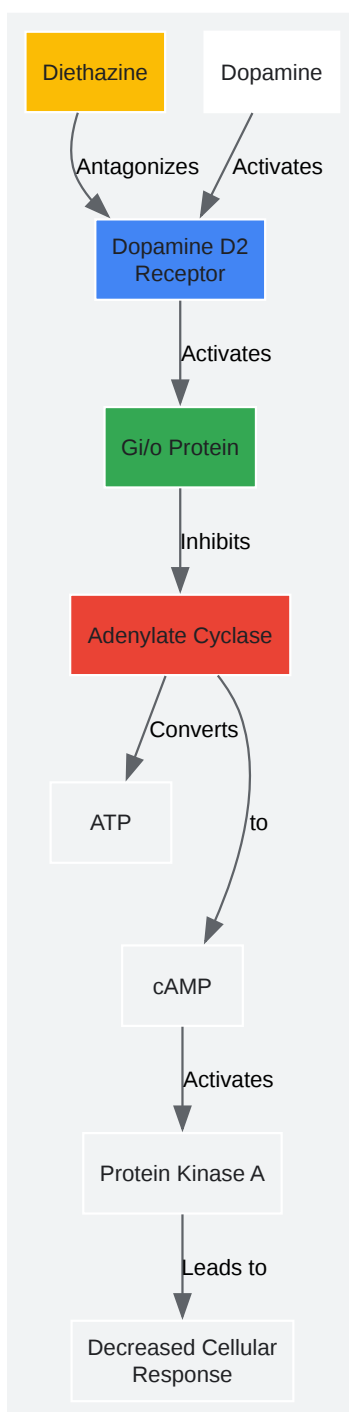 Diethazine
Dopamine
Antagonizes
Activates
Dopamine D2
Receptor
Activates
Gi/o Protein
Inhibits
Adenylate Cyclase
Converts
ATP
to
cAMP
Activates
Protein Kinase A
Leads to
Decreased Cellular
Response